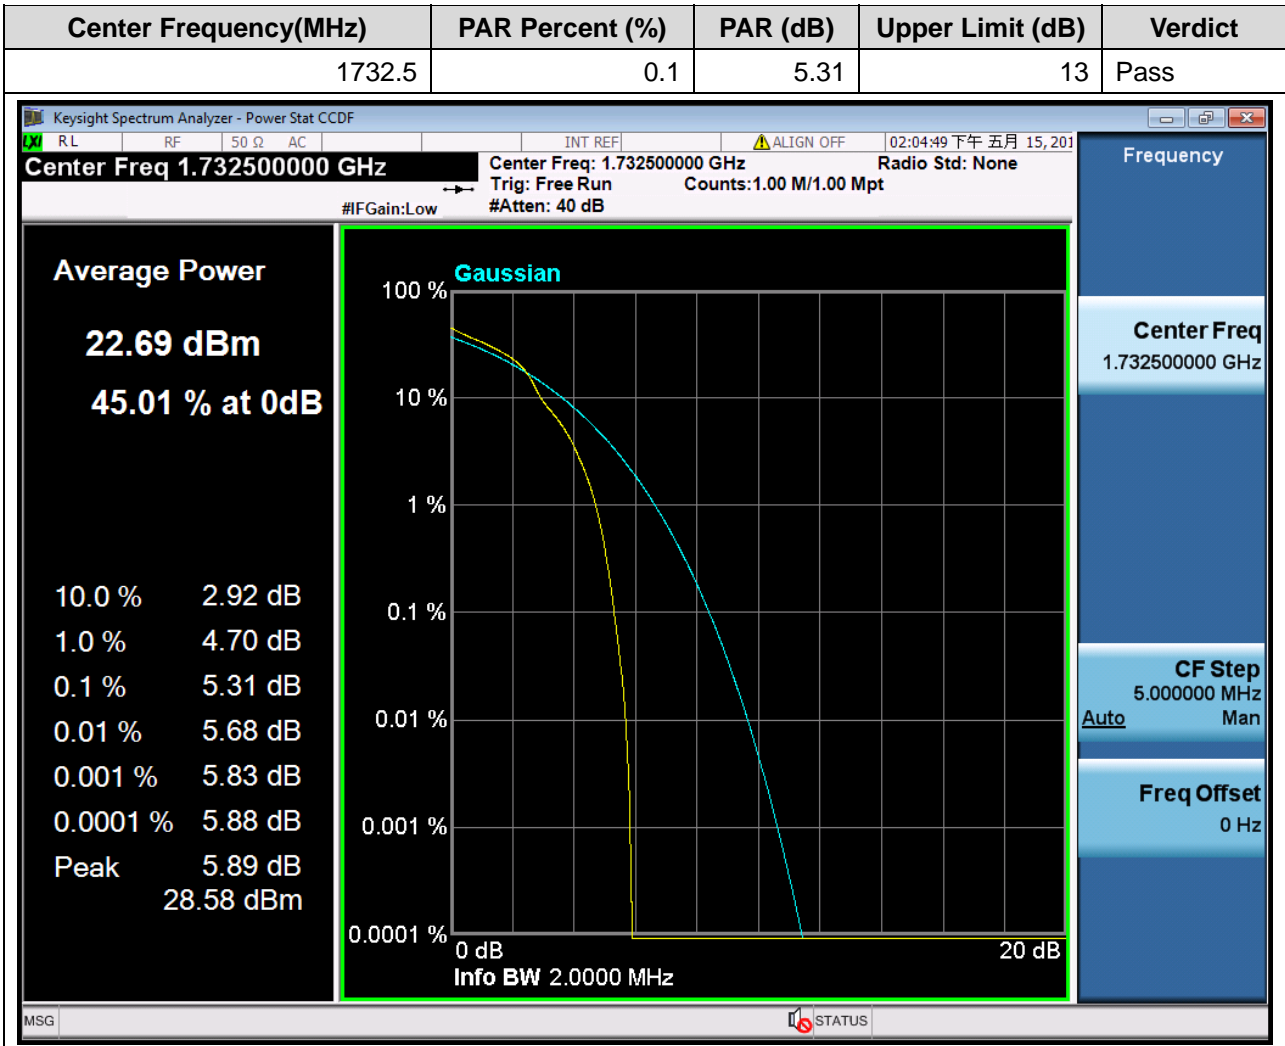 Center Frequency(MHz) PAR Percent (%) PAR (dB) Upper Limit (dB) Verdict
1732.5 0.1 5.31 13 Pass
Keysight Spectrum Analyzer - Power Stat CCDF
LXI RL RF 50 Ω AC INT REF ALIGN OFF 02:04:49 下午 五月 15, 201
Center Freq 1.732500000 GHz
Center Freq: 1.732500000 GHz Radio Std: None
Trig: Free Run Counts:1.00 M/1.00 Mpt
#IFGain:Low #Atten: 40 dB
Frequency
Average Power
22.69 dBm
45.01 % at 0dB
10.0 % 2.92 dB
1.0 % 4.70 dB
0.1 % 5.31 dB
0.01 % 5.68 dB
0.001 % 5.83 dB
0.0001 % 5.88 dB
Peak 5.89 dB
28.58 dBm
Gaussian
100 %
10 %
1 %
0.1 %
0.01 %
0.001 %
0.0001 %
0 dB 20 dB
Info BW 2.0000 MHz
Center Freq
1.732500000 GHz
CF Step
5.000000 MHz
Auto Man
Freq Offset
0 Hz
MSG STATUS